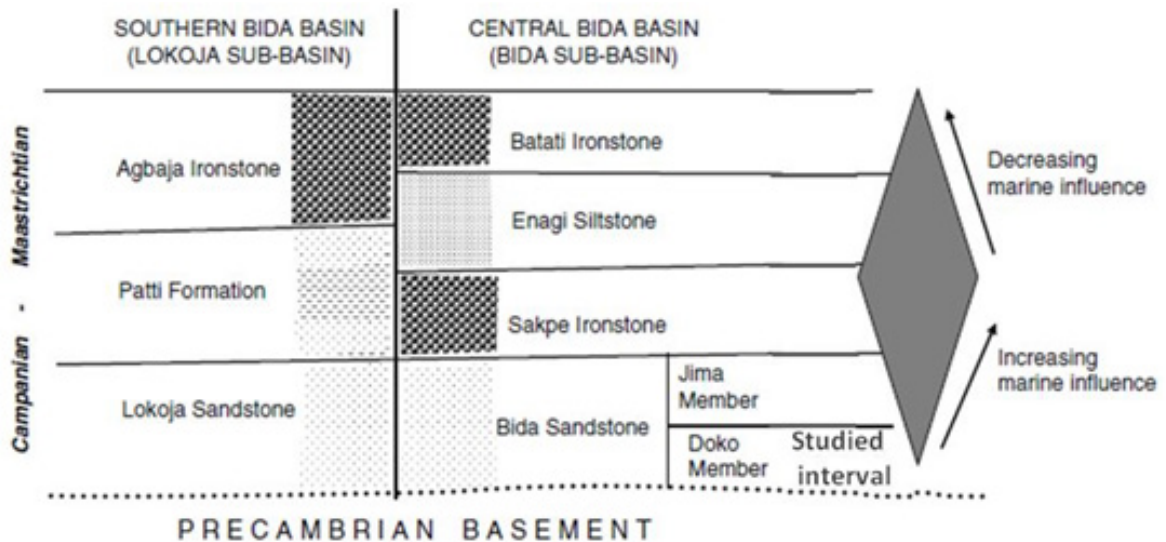 SOUTHERN BIDA BASIN
(LOKOJA SUB-BASIN)
CENTRAL BIDA BASIN
(BIDA SUB-BASIN)
Campanian - Maastrichtian
Agbaja Ironstone
Patti Formation
Lokoja Sandstone
Batati Ironstone
Enagi Siltstone
Sakpe Ironstone
Bida Sandstone
Jima
Member
Doko
Member
Studied
interval
Decreasing
marine influence
Increasing
marine influence
PRECAMBRIAN BASEMENT